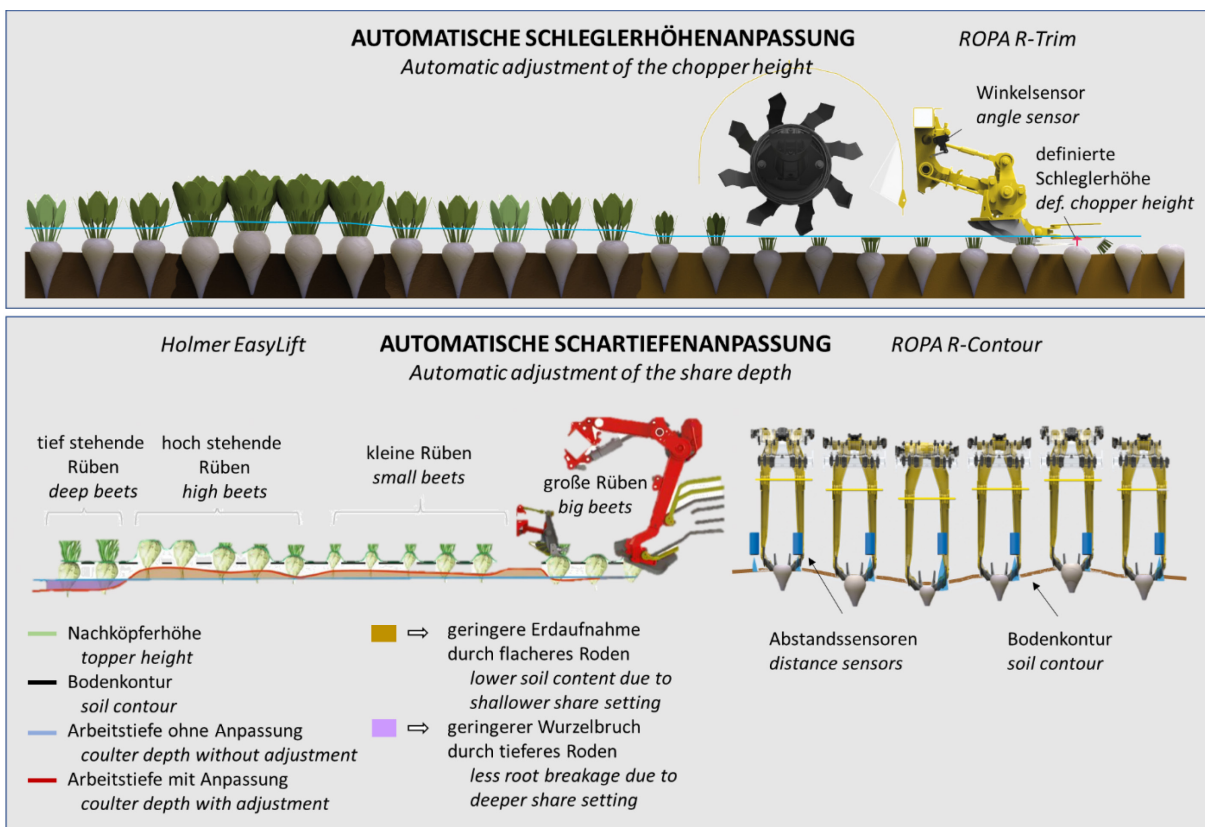 AUTOMATISCHE SCHLEGLERHÖHENANPASSUNG
Automatic adjustment of the chopper height
ROPA R-Trim
Winkelsensor
angle sensor
definierte
Schleglerhöhe
def. chopper height
Holmer EasyLift
AUTOMATISCHE SCHARTIEFENANPASSUNG
Automatic adjustment of the share depth
ROPA R-Contour
tief stehende
Rüben
deep beets
hoch stehende
Rüben
high beets
kleine Rüben
small beets
große Rüben
big beets
Nachköpferhöhe
topper height
Bodenkontur
soil contour
Arbeitstiefe ohne Anpassung
coulter depth without adjustment
Arbeitstiefe mit Anpassung
coulter depth with adjustment
geringere Erdaufnahme
durch flacheres Roden
lower soil content due to
shallower share setting
geringerer Wurzelbruch
durch tieferes Roden
less root breakage due to
deeper share setting
Abstandssensoren
distance sensors
Bodenkontur
soil contour